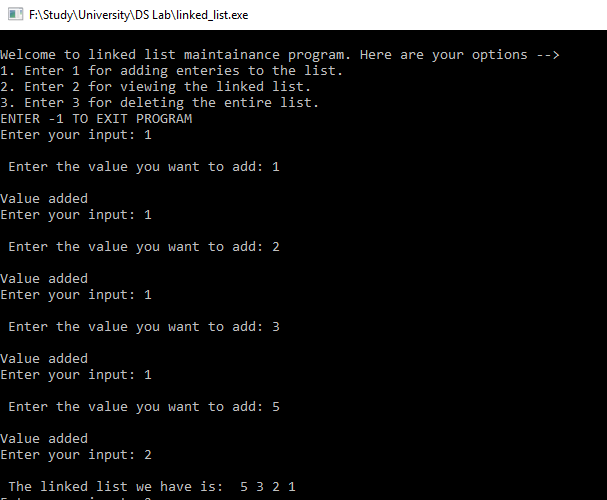 F:\Study\University\DS Lab\linked_list.exe
Welcome to linked list maintainance program. Here are your options -->
1. Enter 1 for adding enteries to the list.
2. Enter 2 for viewing the linked list.
3. Enter 3 for deleting the entire list.
ENTER -1 TO EXIT PROGRAM
Enter your input: 1
Enter the value you want to add: 1
Value added
Enter your input: 1
Enter the value you want to add: 2
Value added
Enter your input: 1
Enter the value you want to add: 3
Value added
Enter your input: 1
Enter the value you want to add: 5
Value added
Enter your input: 2
The linked list we have is:  5 3 2 1